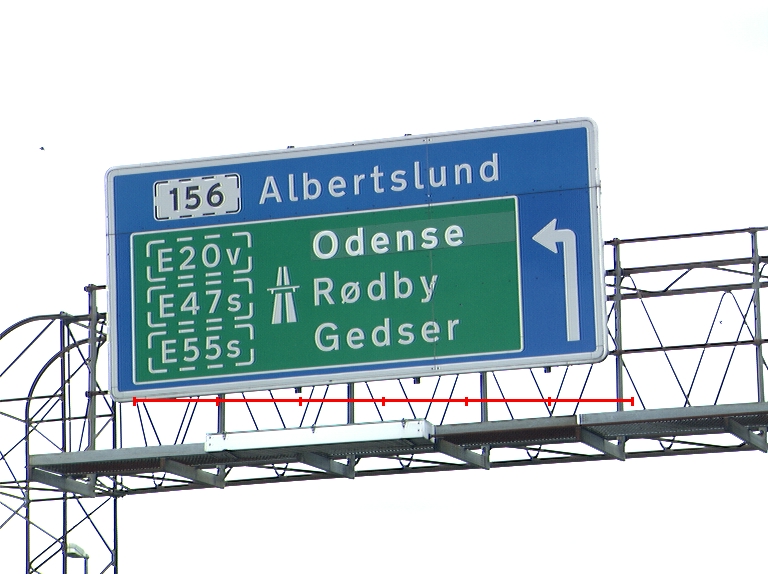 156 Albertslund
E20v
E47s
E55s
Odense
Rødby
Gedser